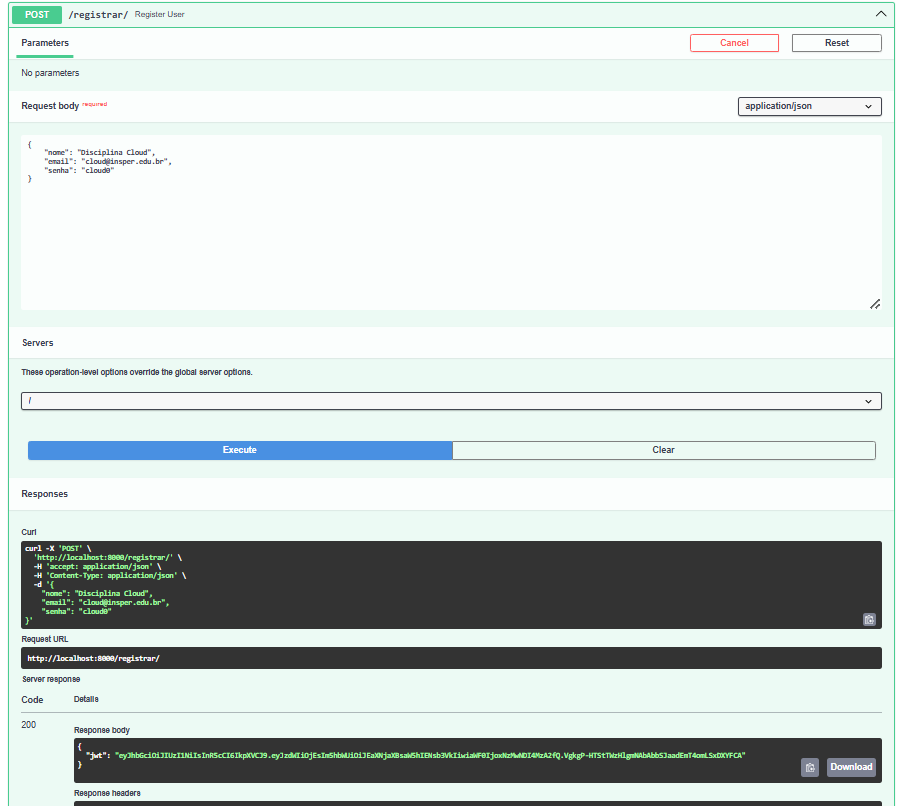 POST /registrar/ Register User
Parameters
Cancel
Reset
No parameters
Request body required
application/json
{
"nome": "Disciplina Cloud",
"email": "cloud@insper.edu.br",
"senha": "cloud0"
}
Servers
These operation-level options override the global server options.
/
Execute
Clear
Responses
Curl
curl -X 'POST' \
'http://localhost:8000/registrar/' \
-H 'accept: application/json' \
-H 'Content-Type: application/json' \
-d '{
"nome": "Disciplina Cloud",
"email": "cloud@insper.edu.br",
"senha": "cloud0"
}'
Request URL
http://localhost:8000/registrar/
Server response
Code Details
200
Response body
{
"jwt":
}
Download
Response headers